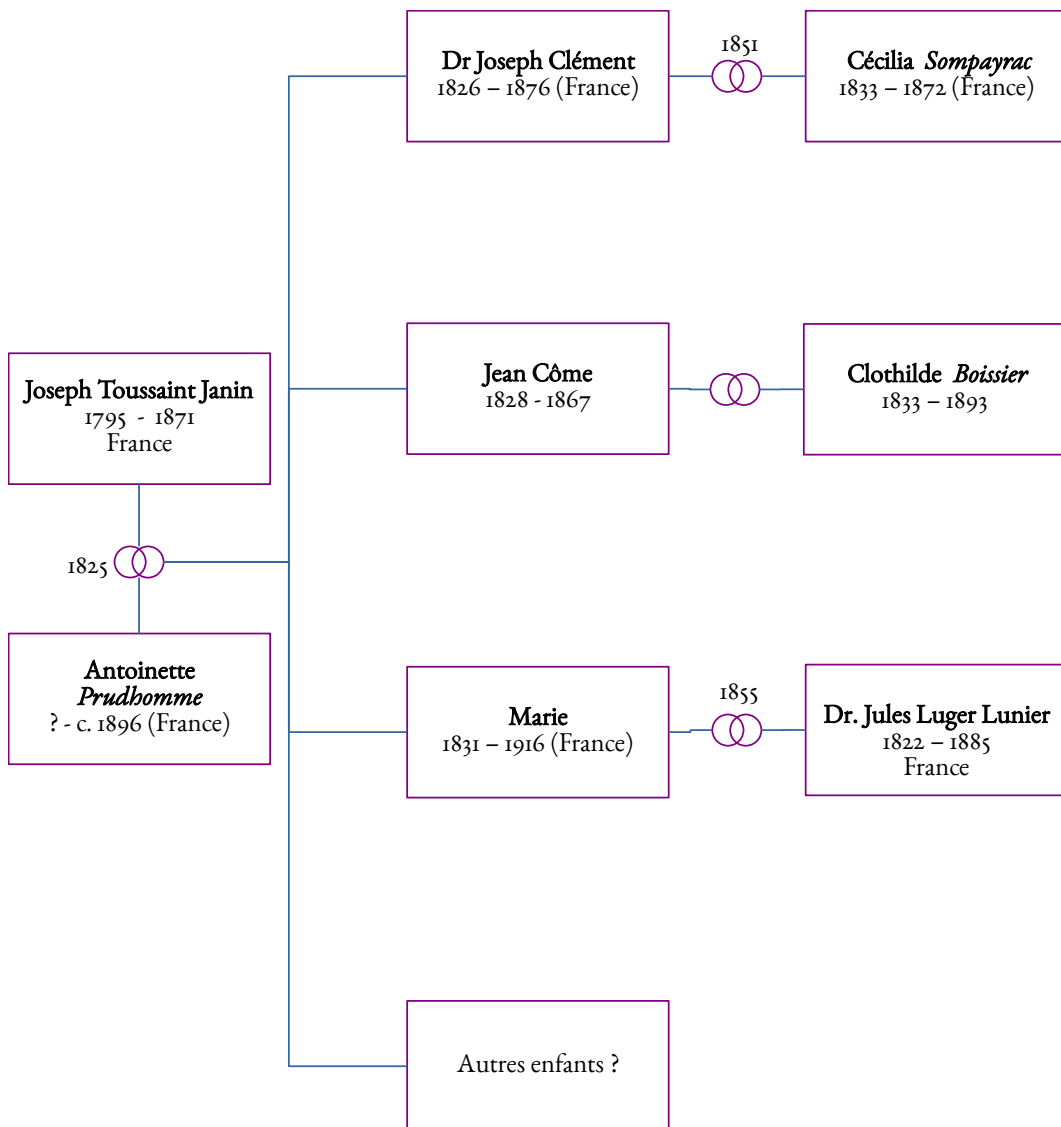 Joseph Toussaint Janin
1795 - 1871
France
1825
Antoinette
Prudhomme
? - c. 1896 (France)
Dr Joseph Clément
1826 – 1876 (France)
1851
Cécilia Sompayrac
1833 – 1872 (France)
Jean Côme
1828 - 1867
Clothilde Boissier
1833 – 1893
Marie
1831 – 1916 (France)
1855
Dr. Jules Luger Lunier
1822 – 1885
France
Autres enfants ?